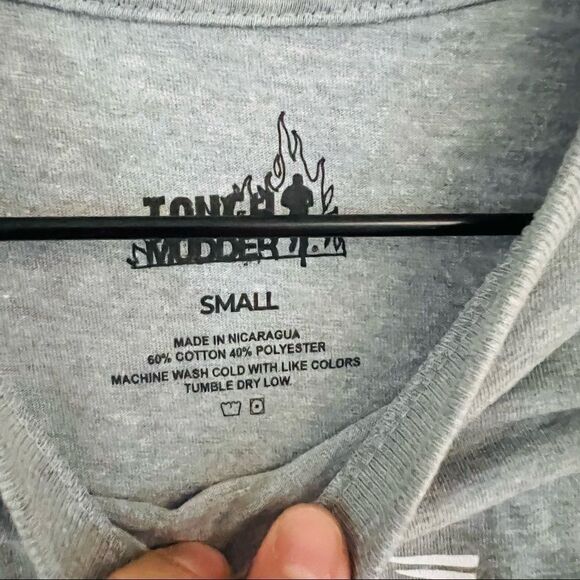 TOUGH
MUDDER
SMALL
MADE IN NICARAGUA
60% COTTON 40% POLYESTER
MACHINE WASH COLD WITH LIKE COLORS
TUMBLE DRY LOW.